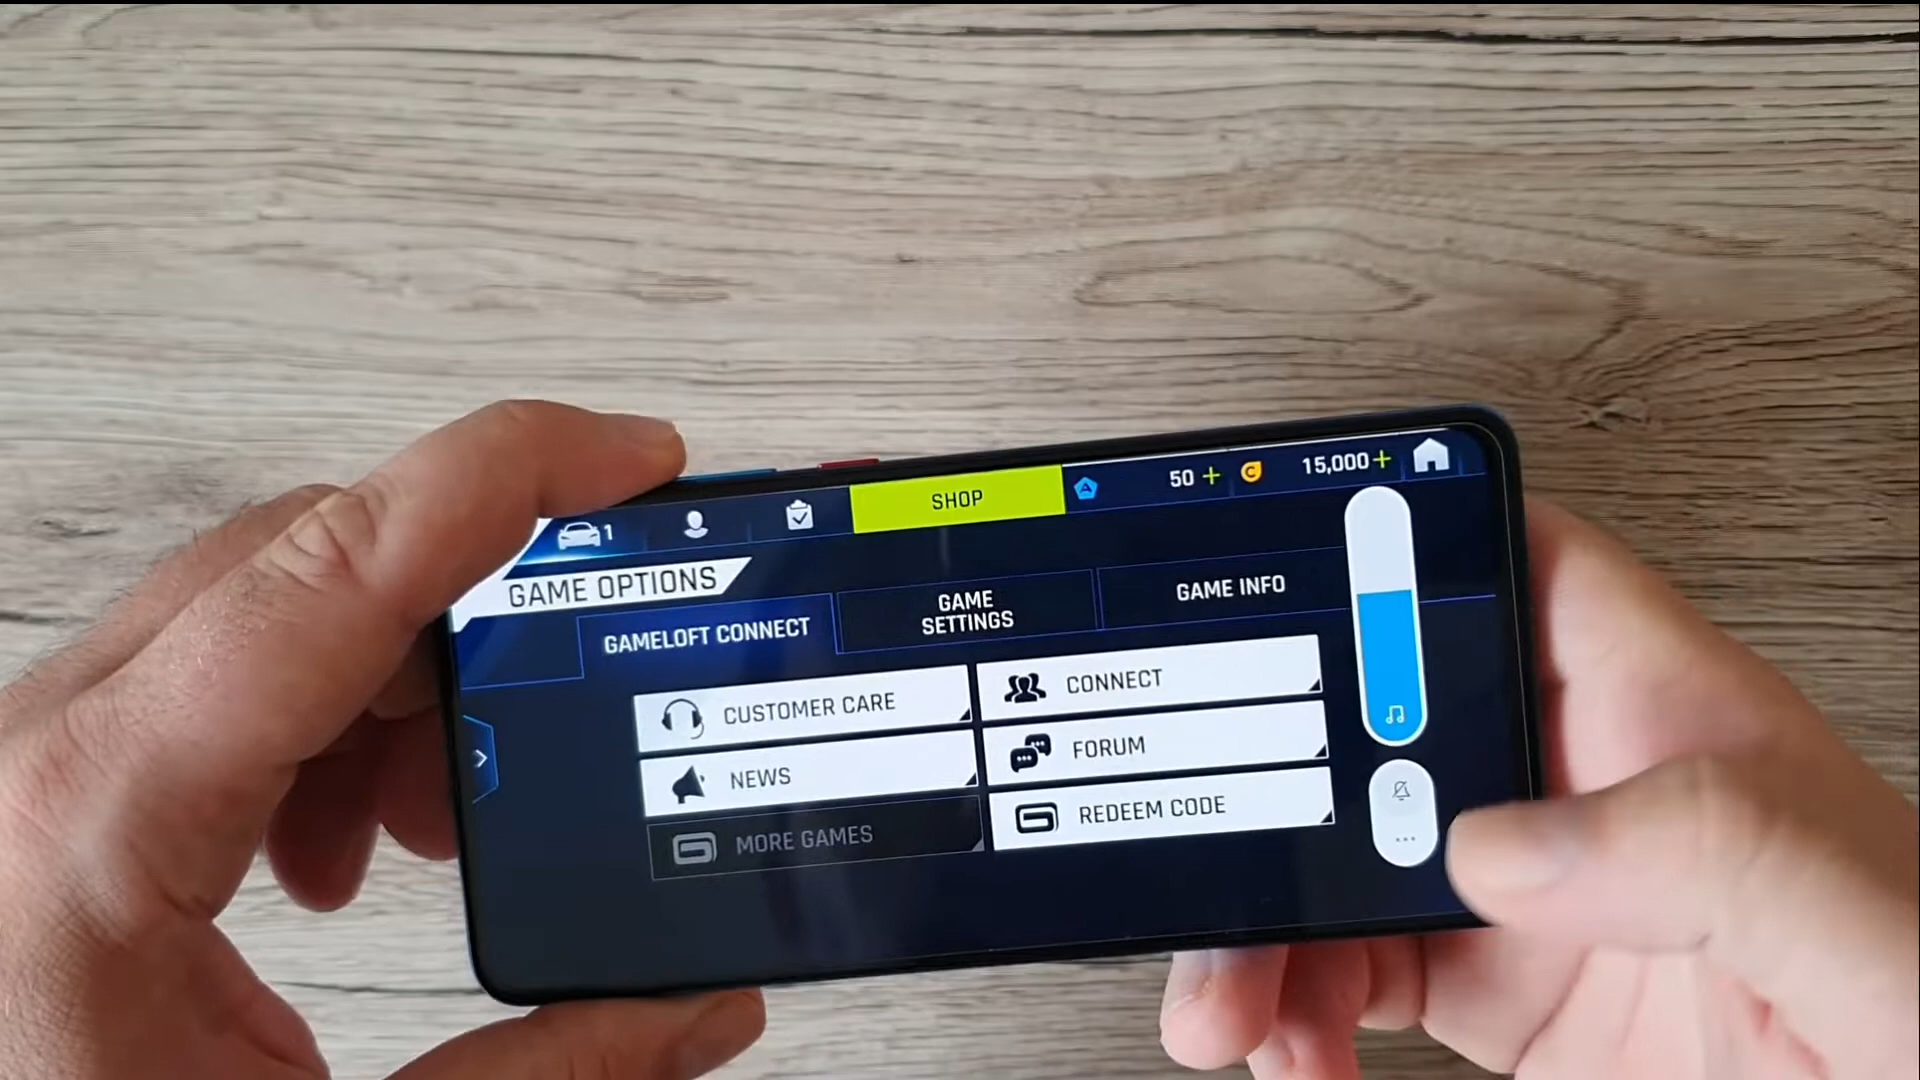 1
SHOP
50 +
15,000 +
GAME OPTIONS
GAMELOFT CONNECT
GAME
SETTINGS
GAME INFO
CUSTOMER CARE
CONNECT
NEWS
FORUM
MORE GAMES
REDEEM CODE